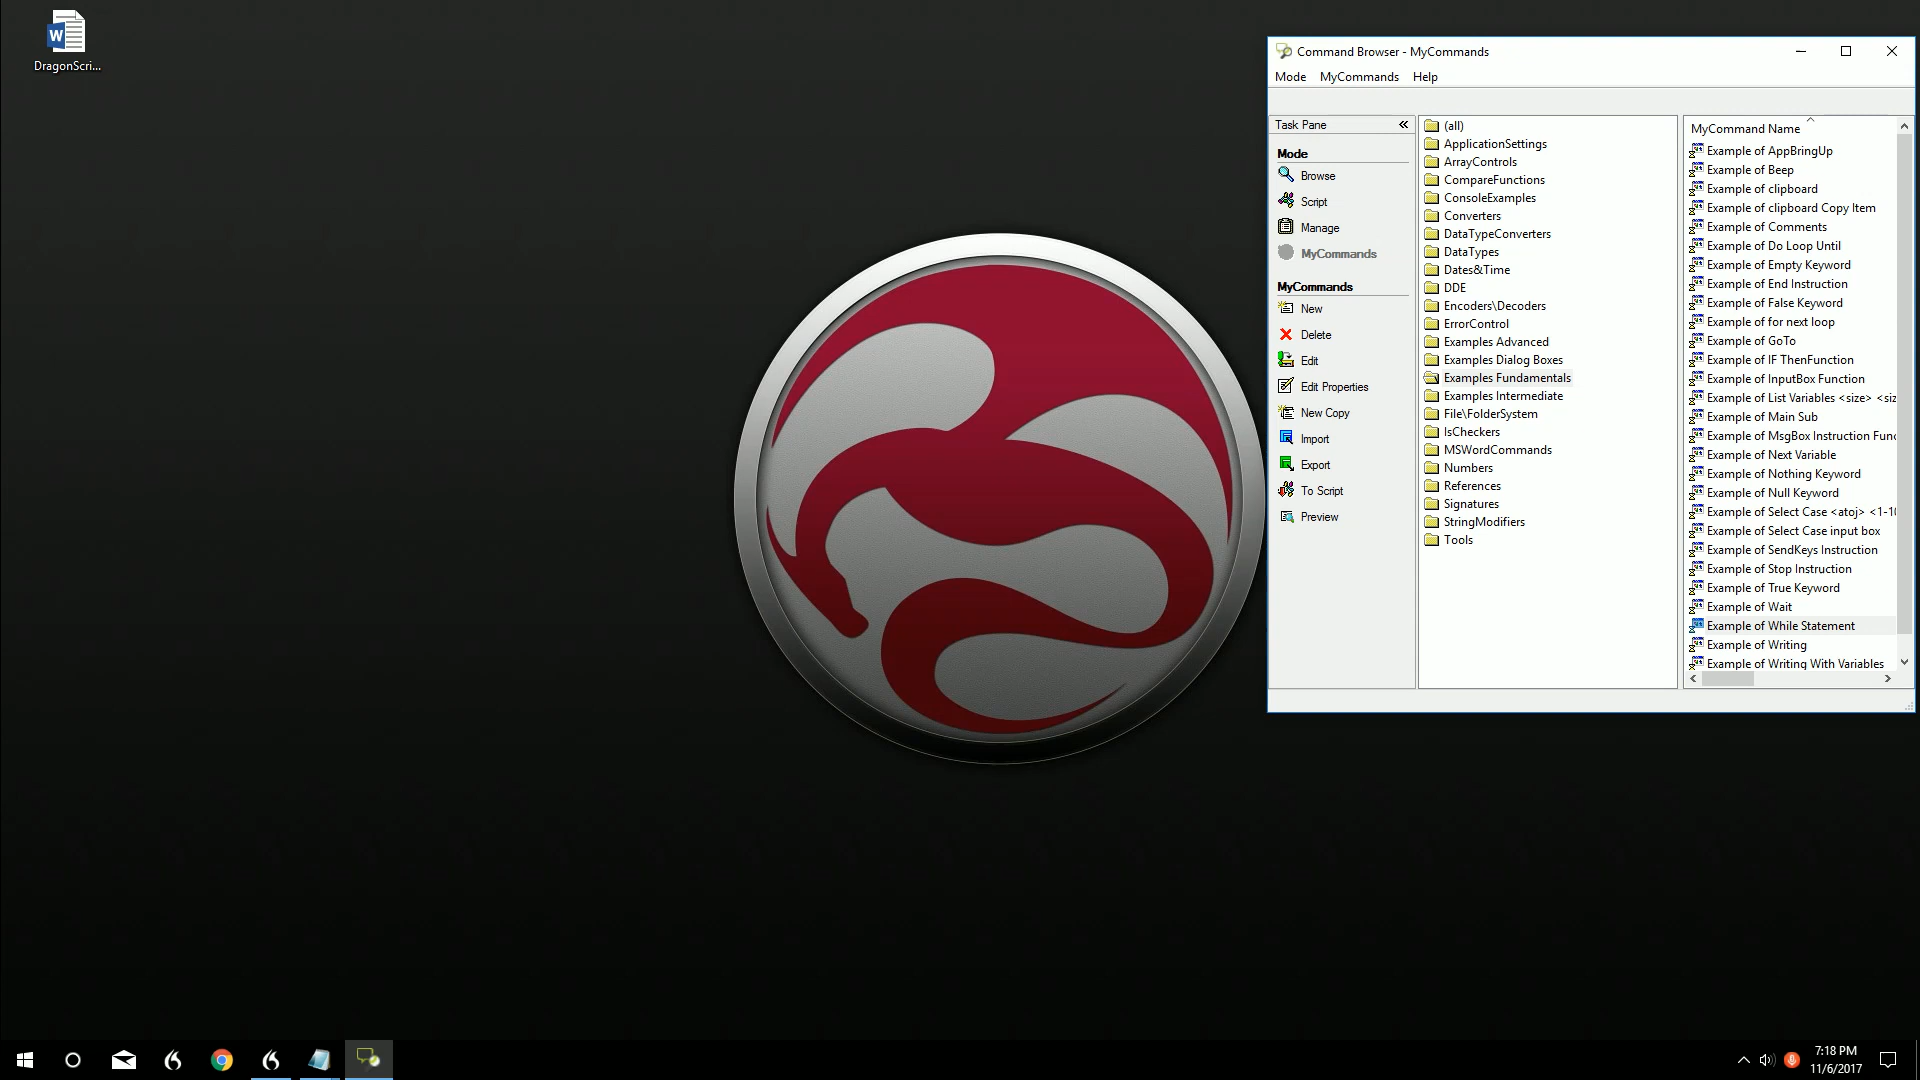 DragonScri...
Command Browser - MyCommands
Mode MyCommands Help
Task Pane
Mode
Browse
Script
Manage
MyCommands
MyCommands
New
Delete
Edit
Edit Properties
New Copy
Import
Export
To Script
Preview
(all)
ApplicationSettings
ArrayControls
CompareFunctions
ConsoleExamples
Converters
DataTypeConverters
DataTypes
Dates&Time
DDE
Encoders\Decoders
ErrorControl
Examples Advanced
Examples Dialog Boxes
Examples Fundamentals
Examples Intermediate
File\FolderSystem
IsCheckers
MSWordCommands
Numbers
References
Signatures
StringModifiers
Tools
MyCommand Name
Example of AppBringUp
Example of Beep
Example of clipboard
Example of clipboard Copy Item
Example of Comments
Example of Do Loop Until
Example of Empty Keyword
Example of End Instruction
Example of False Keyword
Example of for next loop
Example of GoTo
Example of IF ThenFunction
Example of InputBox Function
Example of List Variables <size> <siz
Example of Main Sub
Example of MsgBox Instruction Func
Example of Next Variable
Example of Nothing Keyword
Example of Null Keyword
Example of Select Case <atoj> <1-10
Example of Select Case input box
Example of SendKeys Instruction
Example of Stop Instruction
Example of True Keyword
Example of Wait
Example of While Statement
Example of Writing
Example of Writing With Variables
7:18 PM
11/6/2017